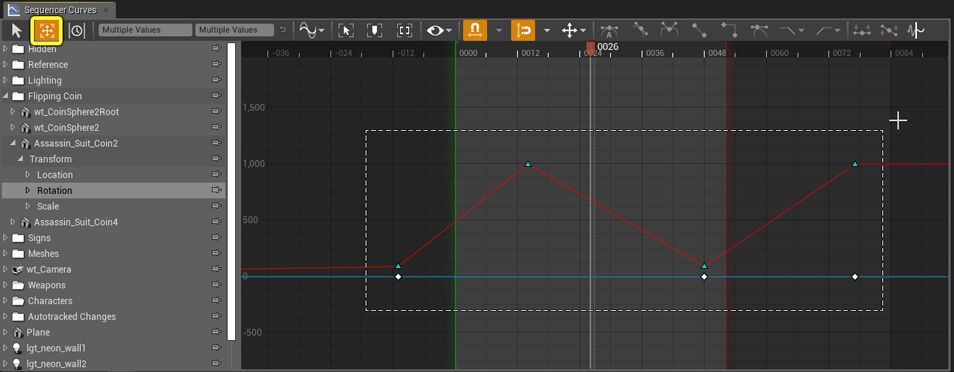 Sequencer Curves
Multiple Values
Multiple Values
Hidden
Reference
Lighting
Flipping Coin
wt_CoinSphere2Root
wt_CoinSphere2
Assassin_Suit_Coin2
Transform
Location
Rotation
Scale
Assassin_Suit_Coin4
Signs
Meshes
wt_Camera
Weapons
Characters
Autotracked Changes
Plane
lgt_neon_wall1
lgt_neon_wall2
0026
-036 -024 -012 0000 0012 0024 0036 0048 0060 0072 0084
1,500
1,000
500
0
-500